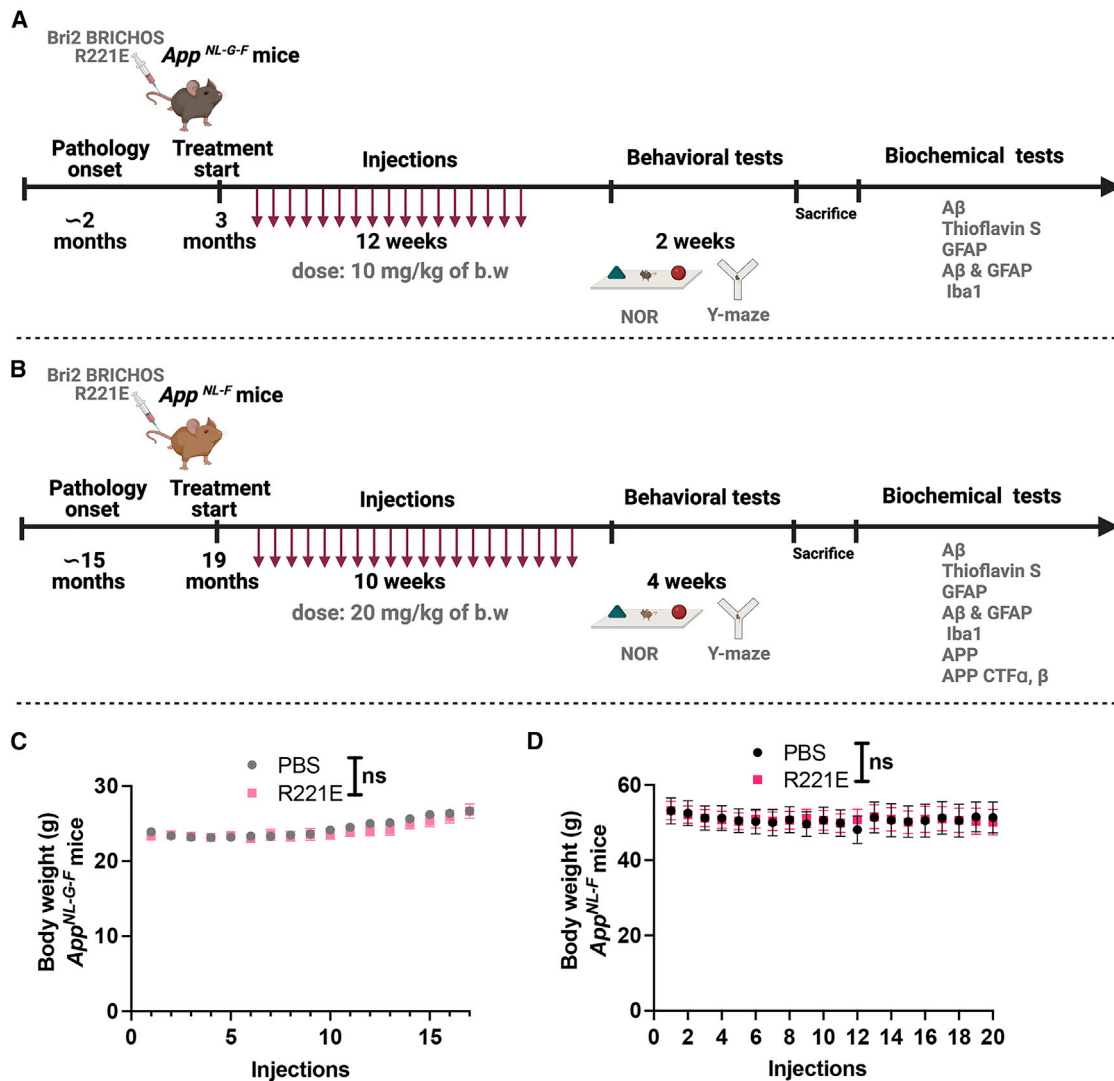 A
Bri2 BRICHOS
R221E
App NL-G-F mice
Pathology onset
Treatment start
Injections
Behavioral tests
Biochemical tests
~2 months
3 months
12 weeks
dose: 10 mg/kg of b.w
2 weeks
Sacrifice
NOR
Y-maze
Aβ
Thioflavin S
GFAP
Aβ & GFAP
Iba1
B
Bri2 BRICHOS
R221E
App NL-F mice
Pathology onset
Treatment start
Injections
Behavioral tests
Biochemical tests
~15 months
19 months
10 weeks
dose: 20 mg/kg of b.w
4 weeks
Sacrifice
NOR
Y-maze
Aβ
Thioflavin S
GFAP
Aβ & GFAP
Iba1
APP
APP CTFα, β
C
PBS
R221E
ns
Body weight (g)
App NL-G-F mice
30
20
10
0
0 5 10 15
Injections
D
PBS
R221E
ns
Body weight (g)
App NL-F mice
60
40
20
0
0 2 4 6 8 10 12 14 16 18 20
Injections